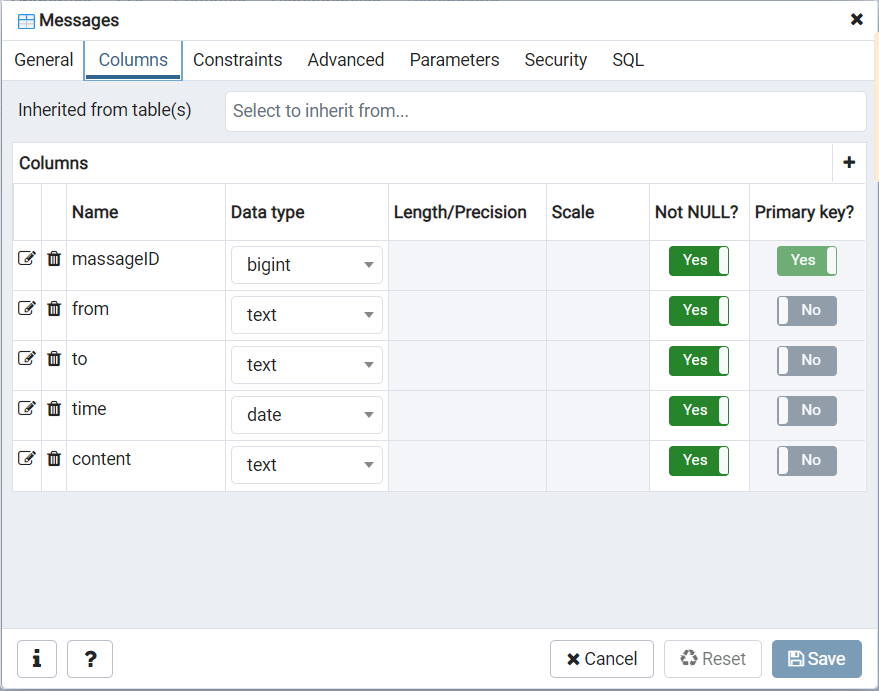 Messages
General Columns Constraints Advanced Parameters Security SQL
Inherited from table(s) Select to inherit from...
Columns
Name Data type Length/Precision Scale Not NULL? Primary key?
massageID bigint Yes Yes
from text Yes No
to text Yes No
time date Yes No
content text Yes No
i ? Cancel Reset Save